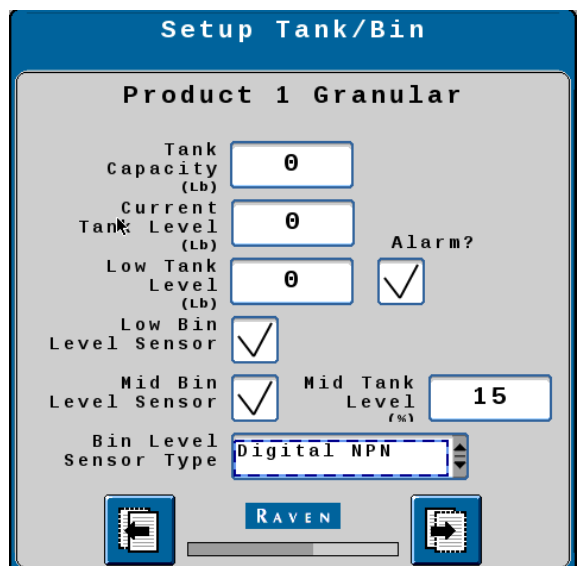 Setup Tank/Bin
Product 1 Granular
Tank
Capacity
(Lb)
0
Current
Tank Level
(Lb)
0
Alarm?
Low Tank
Level
(Lb)
0
Low Bin
Level Sensor
Mid Bin
Level Sensor
Mid Tank
Level
(%)
15
Bin Level
Sensor Type
Digital NPN
RAVEN